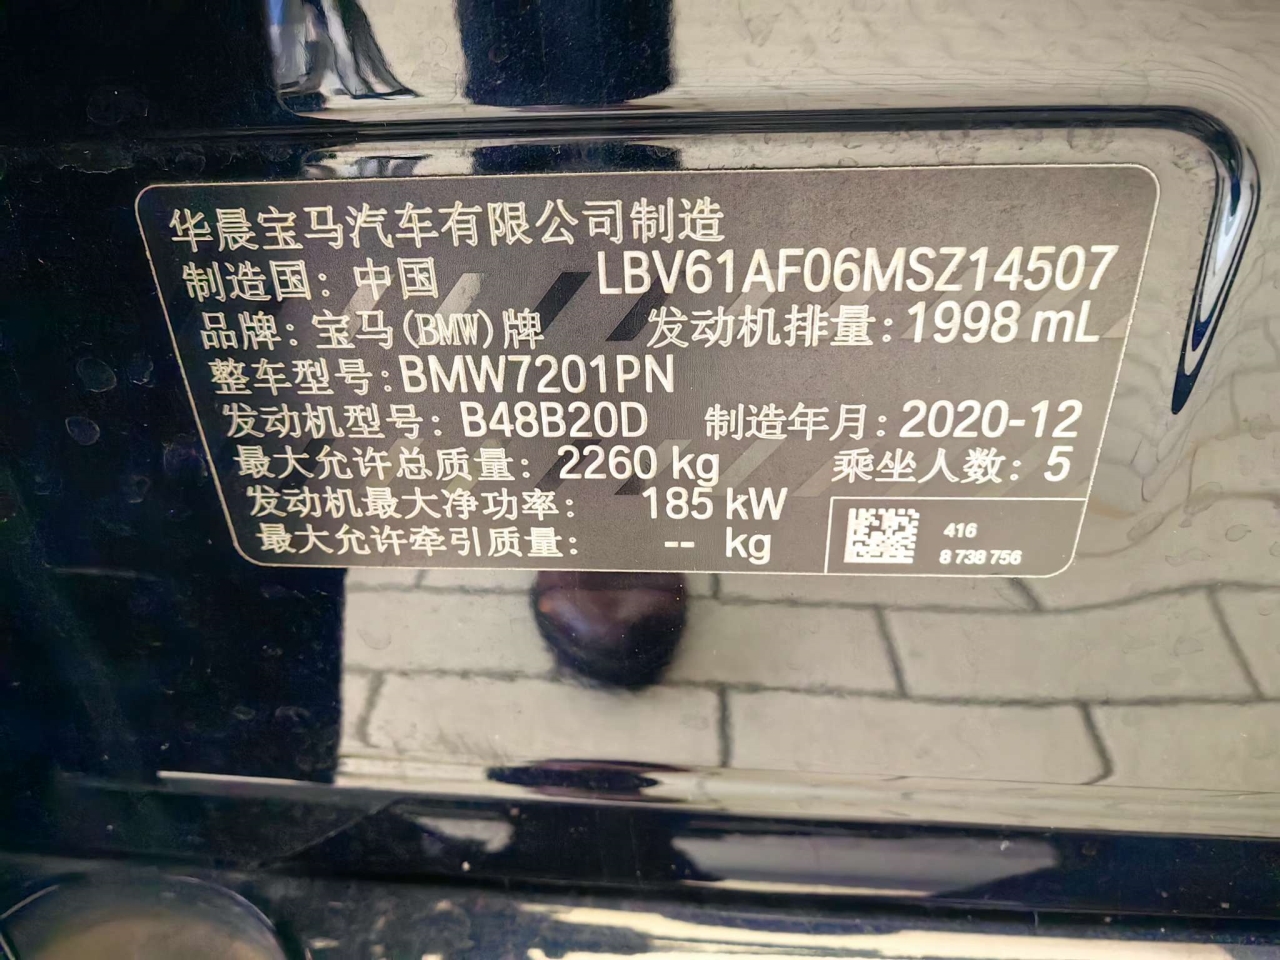 华晨宝马汽车有限公司制造
制造国：中国 LBV61AF06MSZ14507
品牌：宝马(BMW)牌 发动机排量：1998 mL
整车型号：BMW7201PN
发动机型号：B48B20D 制造年月：2020-12
最大允许总质量：2260 kg 乘坐人数：5
发动机最大净功率：185 kW
最大允许牵引质量：-- kg
416
8 738 756